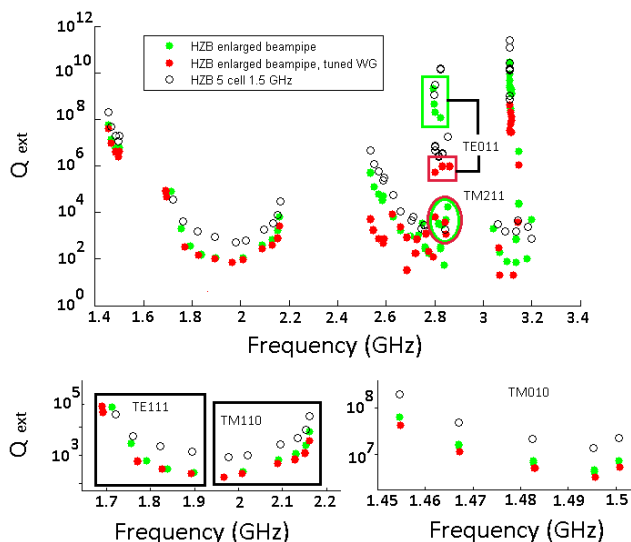 10^12
10^10
10^8
10^6
10^4
10^2
10^0
Q ext
HZB enlarged beampipe
HZB enlarged beampipe, tuned WG
HZB 5 cell 1.5 GHz
TE011
TM211
1.4 1.6 1.8 2 2.2 2.4 2.6 2.8 3 3.2 3.4
Frequency (GHz)
Q ext
10^5
10^3
TE111
TM110
1.7 1.8 1.9 2 2.1 2.2
Frequency (GHz)
10^8
10^7
TM010
1.45 1.46 1.47 1.48 1.49 1.5
Frequency (GHz)